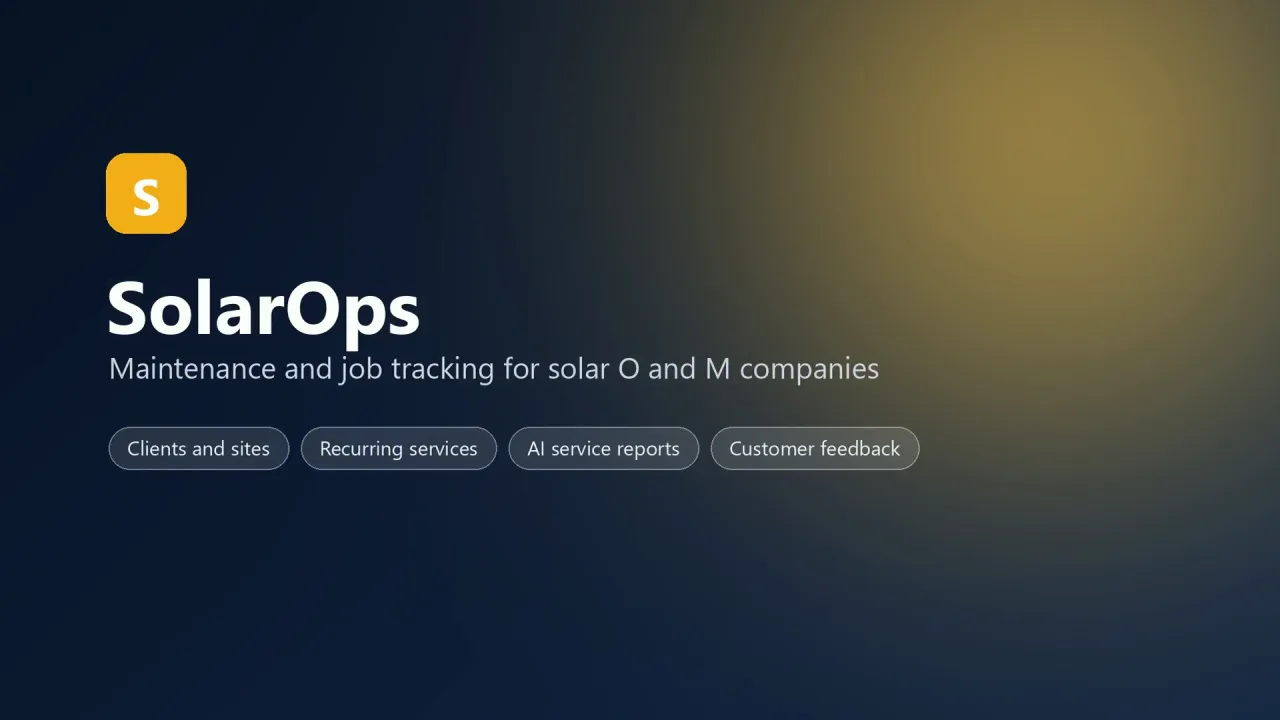 S
SolarOps
Maintenance and job tracking for solar O and M companies
Clients and sites
Recurring services
AI service reports
Customer feedback